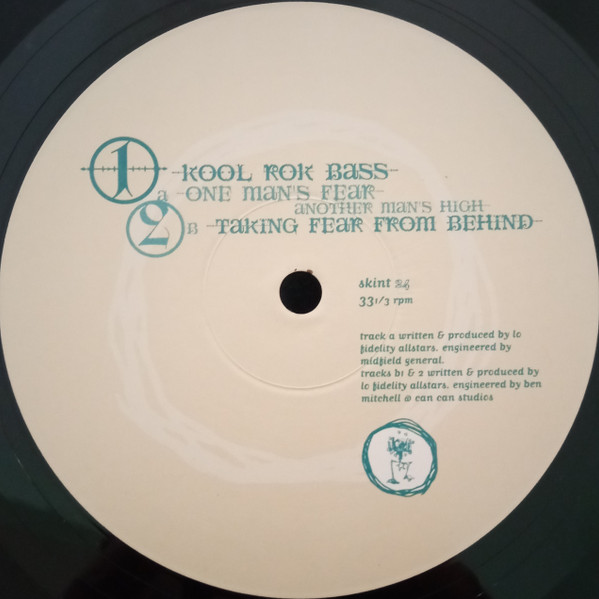 1 -KOOL ROK BASS-
a -ONE MAN'S FEAR-
ANOTHER MAN'S HIGH-
2 B -TAKING FEAR FROM BEHIND-
skint
33 1/3 rpm
track a written & produced by lo
fidelity allstars. engineered by
midfield general.
tracks b1 & 2 written & produced by
lo fidelity allstars. engineered by ben
mitchell @ can can studios